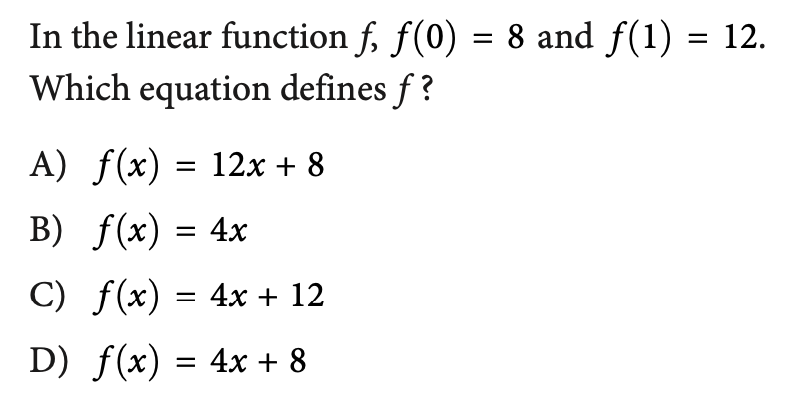 In the linear function f, f(0) = 8 and f(1) = 12.
Which equation defines f ?
A) f(x) = 12x + 8
B) f(x) = 4x
C) f(x) = 4x + 12
D) f(x) = 4x + 8